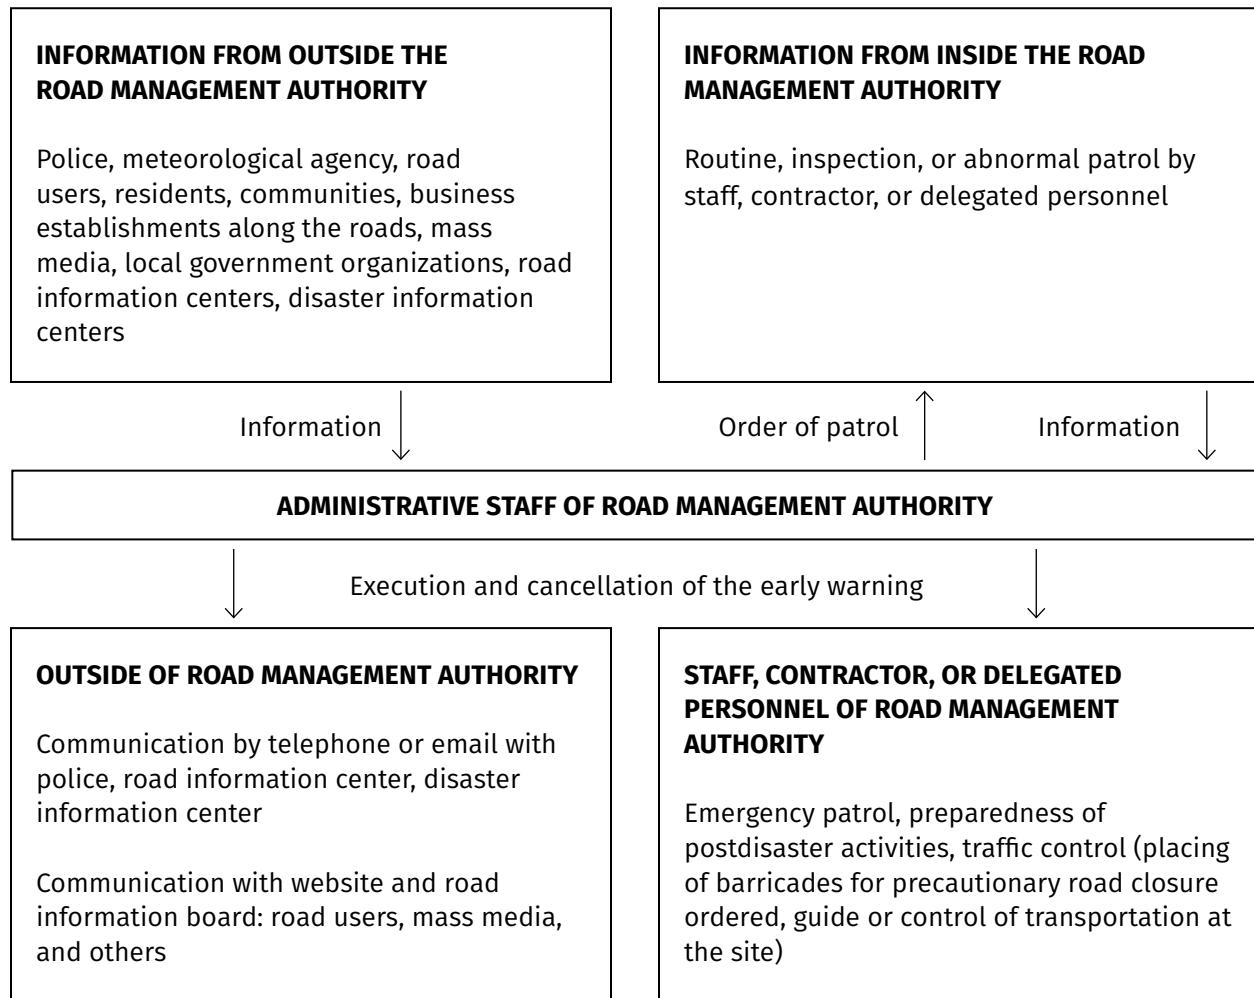 INFORMATION FROM OUTSIDE THE
ROAD MANAGEMENT AUTHORITY
Police, meteorological agency, road
users, residents, communities, business
establishments along the roads, mass
media, local government organizations, road
information centers, disaster information
centers
INFORMATION FROM INSIDE THE ROAD
MANAGEMENT AUTHORITY
Routine, inspection, or abnormal patrol by
staff, contractor, or delegated personnel
Information
Order of patrol
Information
ADMINISTRATIVE STAFF OF ROAD MANAGEMENT AUTHORITY
Execution and cancellation of the early warning
OUTSIDE OF ROAD MANAGEMENT AUTHORITY
Communication by telephone or email with
police, road information center, disaster
information center
Communication with website and road
information board: road users, mass media,
and others
STAFF, CONTRACTOR, OR DELEGATED
PERSONNEL OF ROAD MANAGEMENT
AUTHORITY
Emergency patrol, preparedness of
postdisaster activities, traffic control (placing
of barricades for precautionary road closure
ordered, guide or control of transportation at
the site)